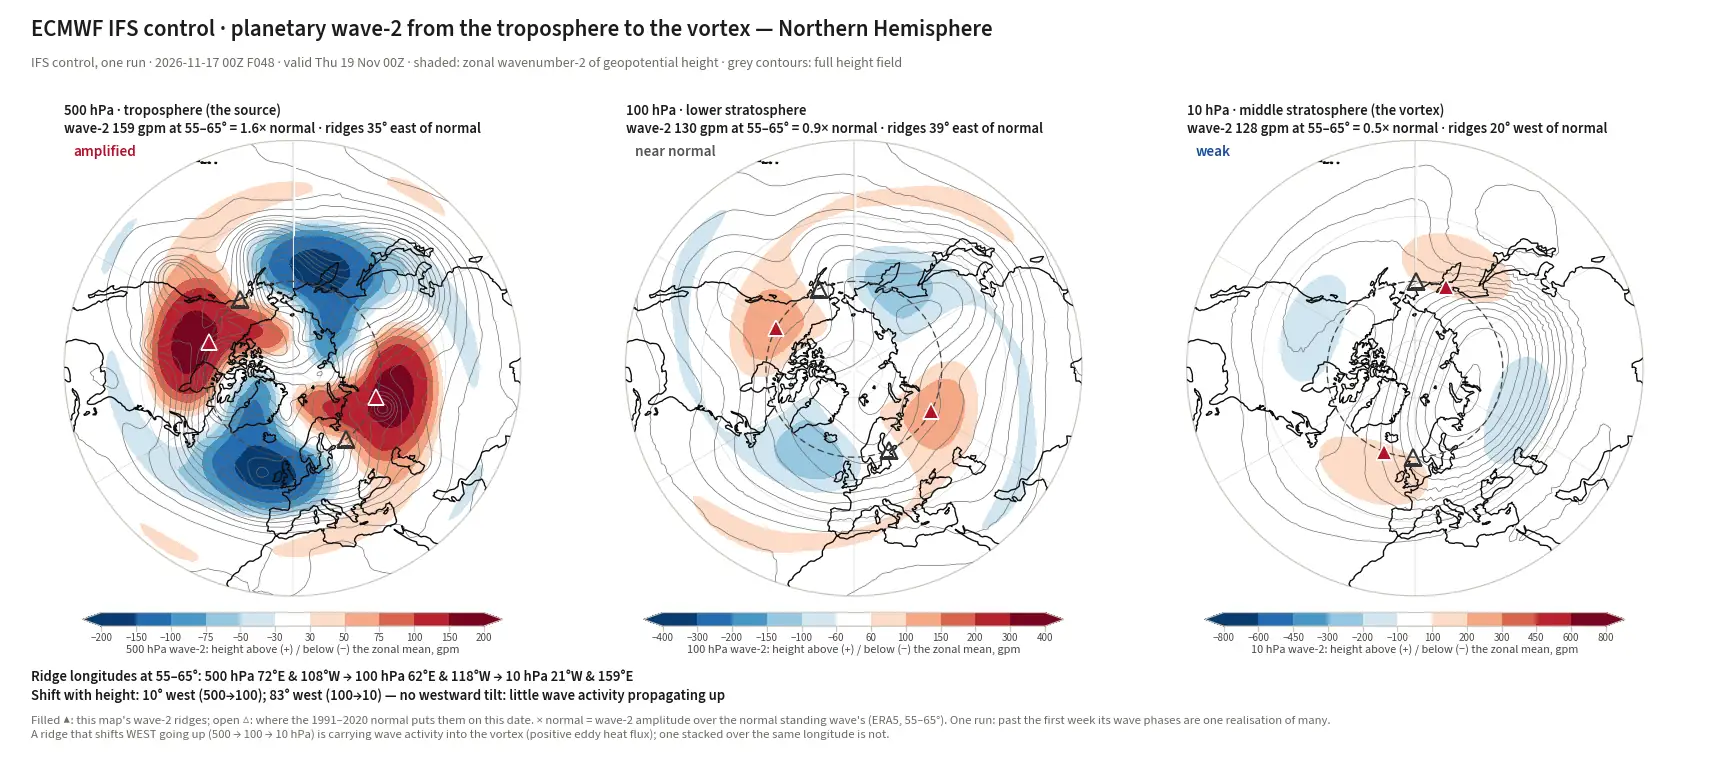 ECMWF IFS control · planetary wave-2 from the troposphere to the vortex — Northern Hemisphere
IFS control, one run · 2026-11-17 00Z F048 · valid Thu 19 Nov 00Z · shaded: zonal wavenumber-2 of geopotential height · grey contours: full height field
500 hPa · troposphere (the source)
wave-2 159 gpm at 55–65° = 1.6× normal · ridges 35° east of normal
amplified
100 hPa · lower stratosphere
wave-2 130 gpm at 55–65° = 0.9× normal · ridges 39° east of normal
near normal
10 hPa · middle stratosphere (the vortex)
wave-2 128 gpm at 55–65° = 0.5× normal · ridges 20° west of normal
weak
−200 −150 −100 −75 −50 −30 30 50 75 100 150 200
500 hPa wave-2: height above (+) / below (−) the zonal mean, gpm
−400 −300 −200 −150 −100 −60 60 100 150 200 300 400
100 hPa wave-2: height above (+) / below (−) the zonal mean, gpm
−800 −600 −450 −300 −200 −100 100 200 300 450 600 800
10 hPa wave-2: height above (+) / below (−) the zonal mean, gpm
Ridge longitudes at 55–65°: 500 hPa 72°E & 108°W → 100 hPa 62°E & 118°W → 10 hPa 21°W & 159°E
Shift with height: 10° west (500→100); 83° west (100→10) — no westward tilt: little wave activity propagating up
Filled ▲: this map's wave-2 ridges; open △: where the 1991–2020 normal puts them on this date. × normal = wave-2 amplitude over the normal standing wave's (ERA5, 55–65°). One run: past the first week its wave phases are one realisation of many.
A ridge that shifts WEST going up (500 → 100 → 10 hPa) is carrying wave activity into the vortex (positive eddy heat flux); one stacked over the same longitude is not.